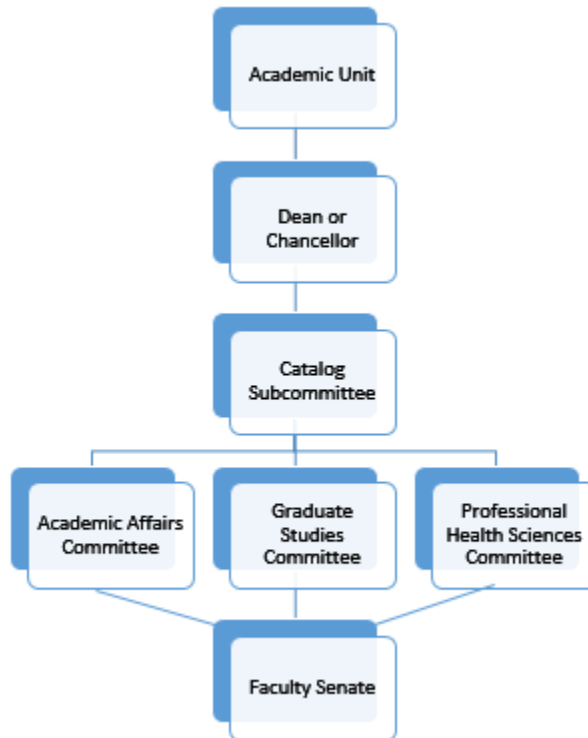 Academic Unit
Dean or
Chancellor
Catalog
Subcommittee
Academic Affairs
Committee
Graduate
Studies
Committee
Professional
Health Sciences
Committee
Faculty Senate